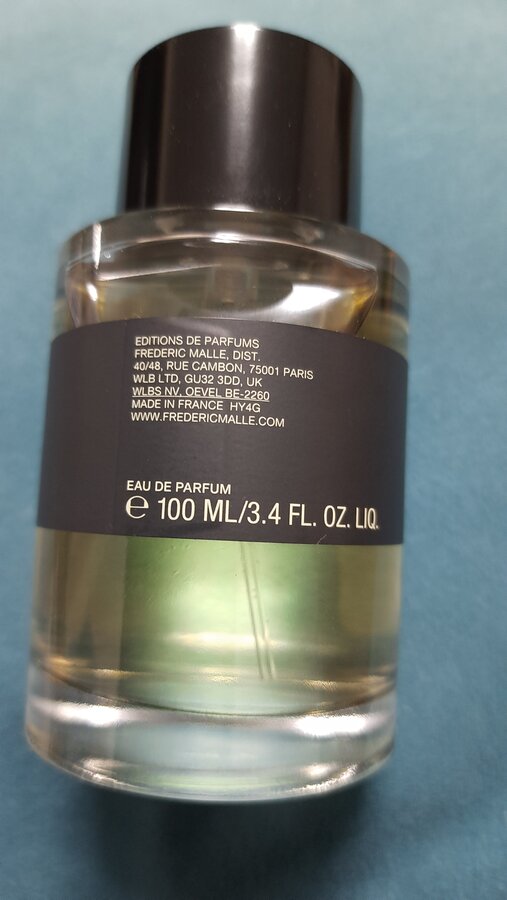 EDITIONS DE PARFUMS
FREDERIC MALLE, DIST.
40/48, RUE CAMBON, 75001 PARIS
WLB LTD, GU32 3DD, UK
WLBS NV, OEVEL BE-2260
MADE IN FRANCE HY4G
WWW.FREDERICMALLE.COM
EAU DE PARFUM
℮ 100 ML/3.4 FL. OZ. LIQ.